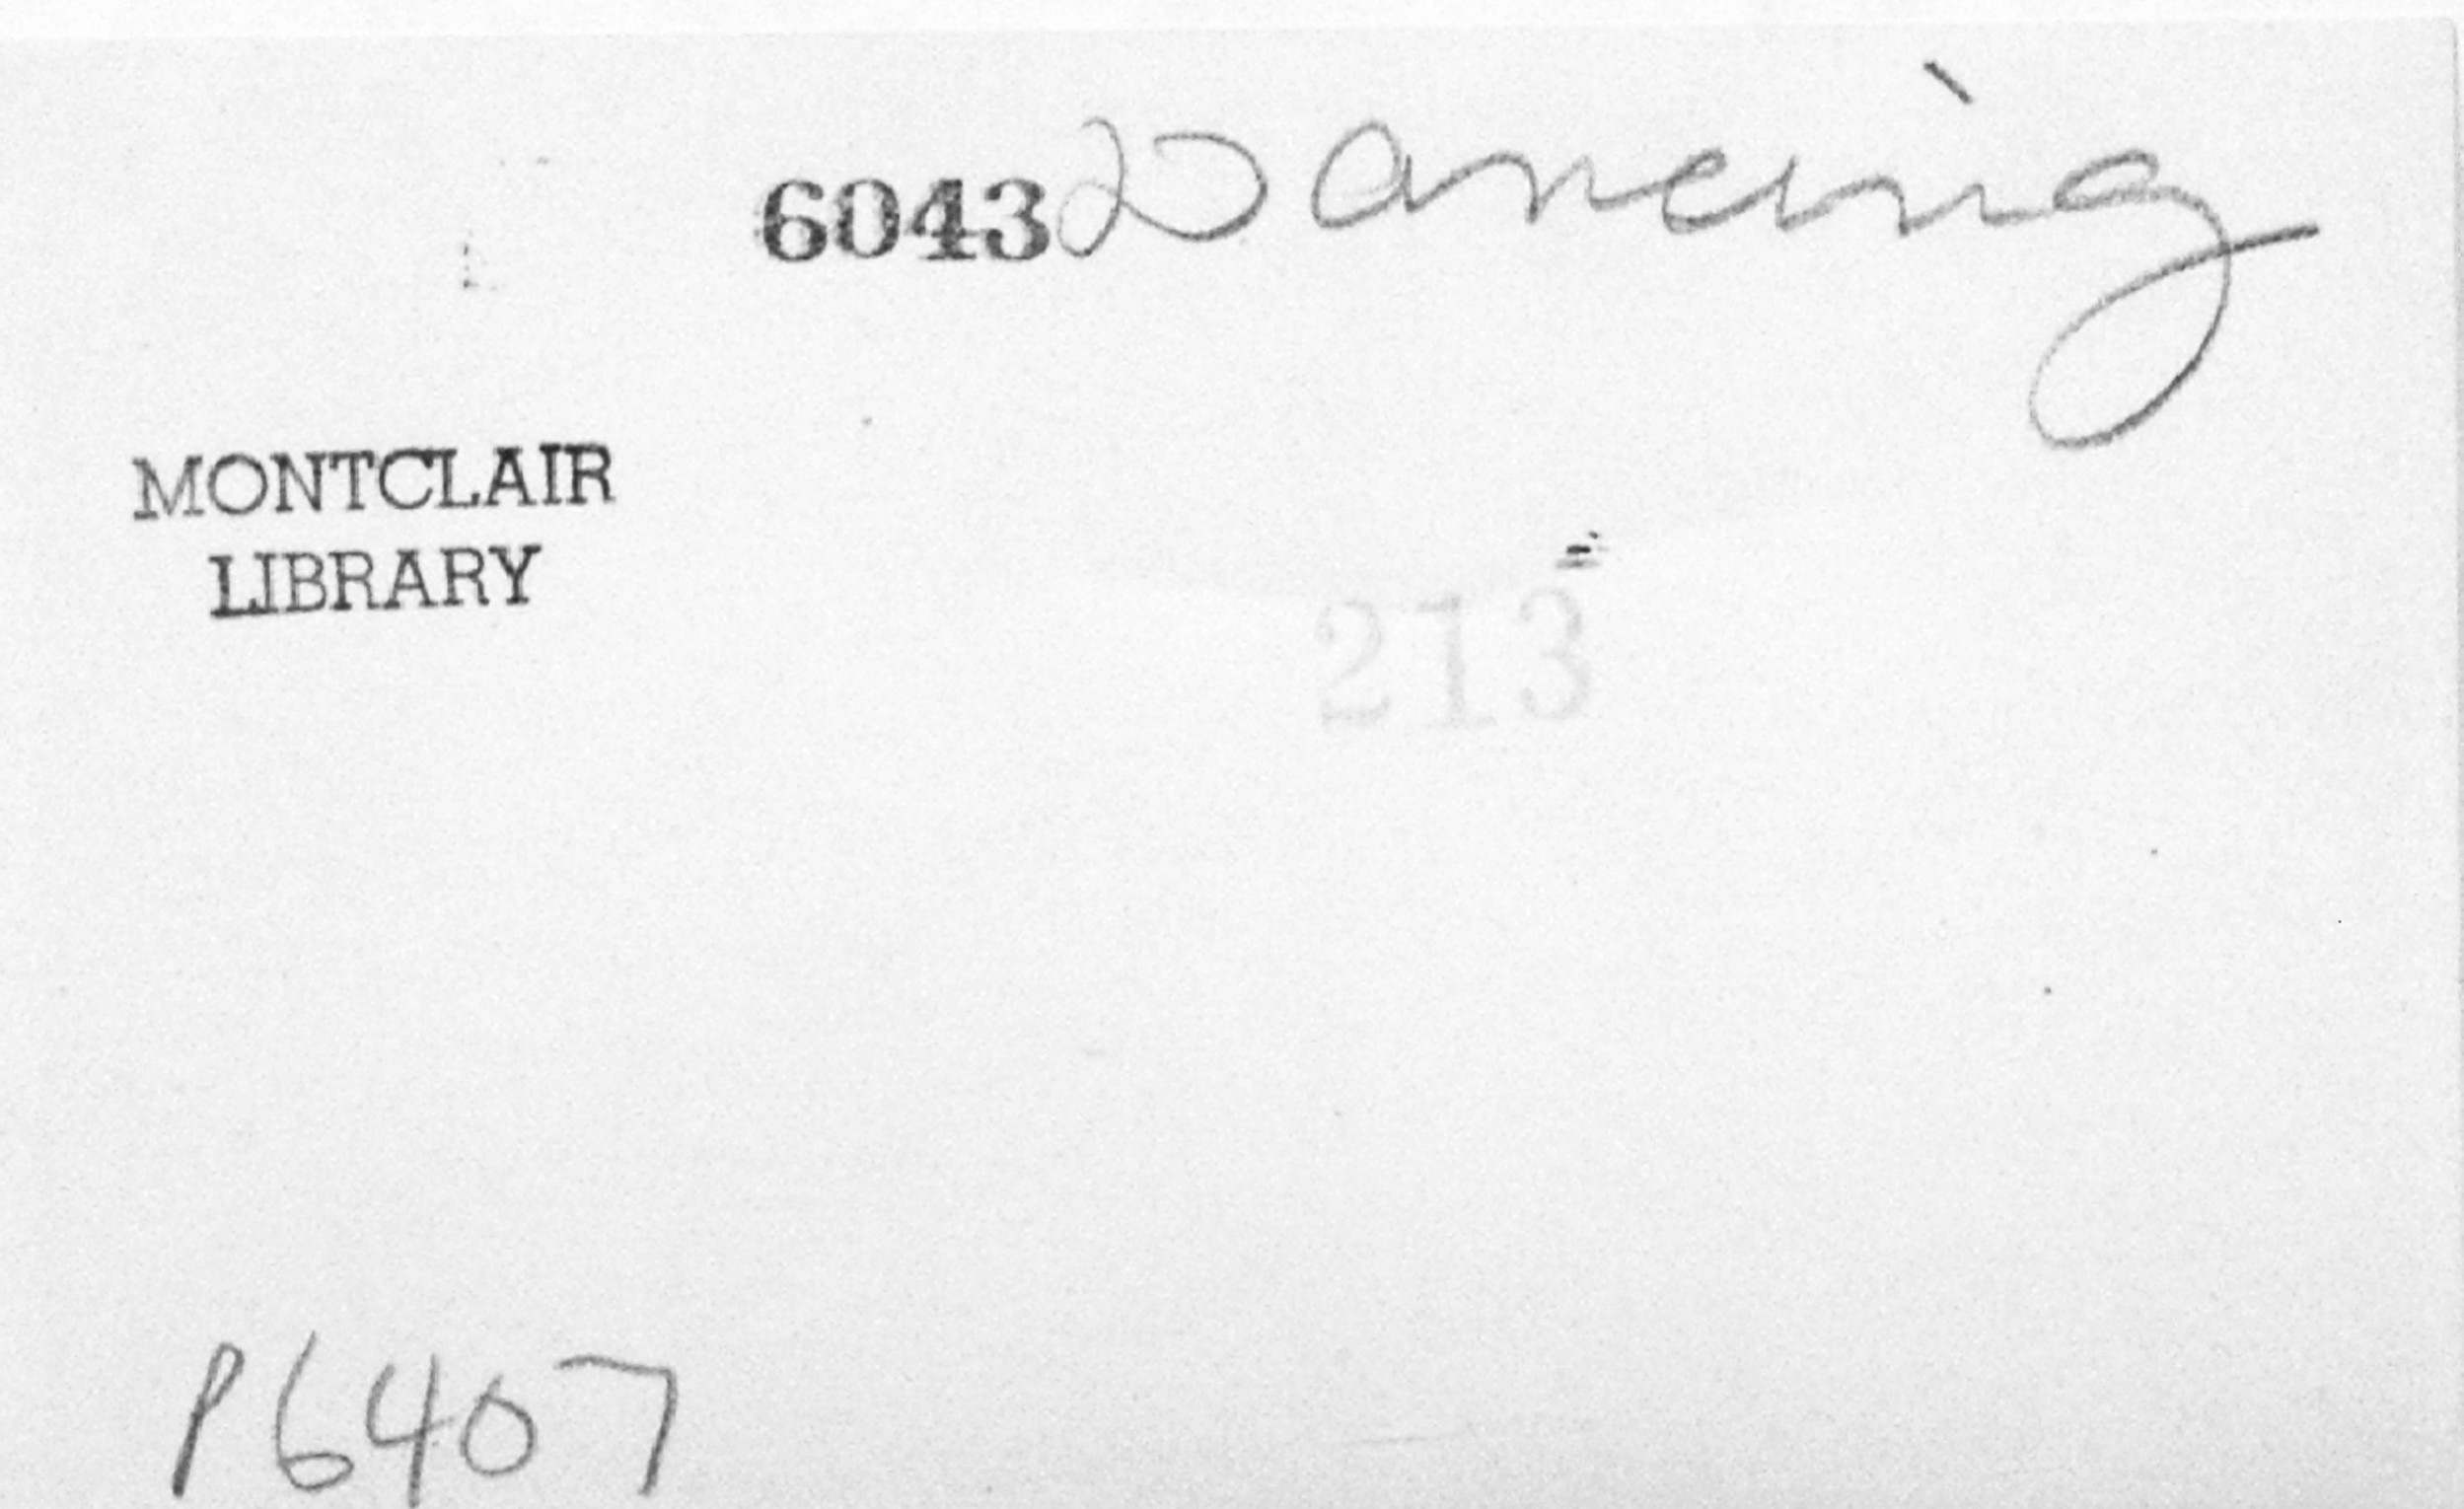 6043 Dancing
MONTCLAIR
LIBRARY
213
P6407